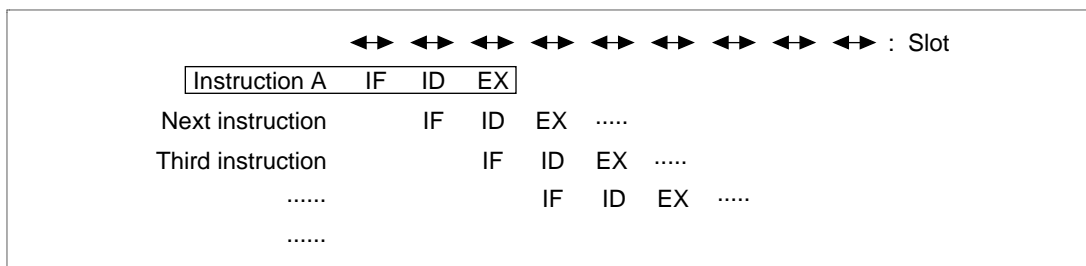 : Slot
Instruction A IF ID EX
Next instruction IF ID EX .....
Third instruction IF ID EX .....
...... IF ID EX .....
......